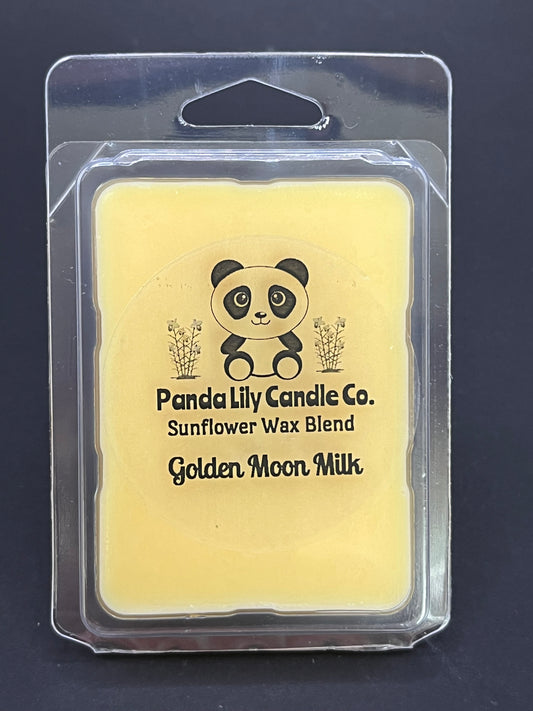 Panda Lily Candle Co.
Sunflower Wax Blend
Golden Moon Milk